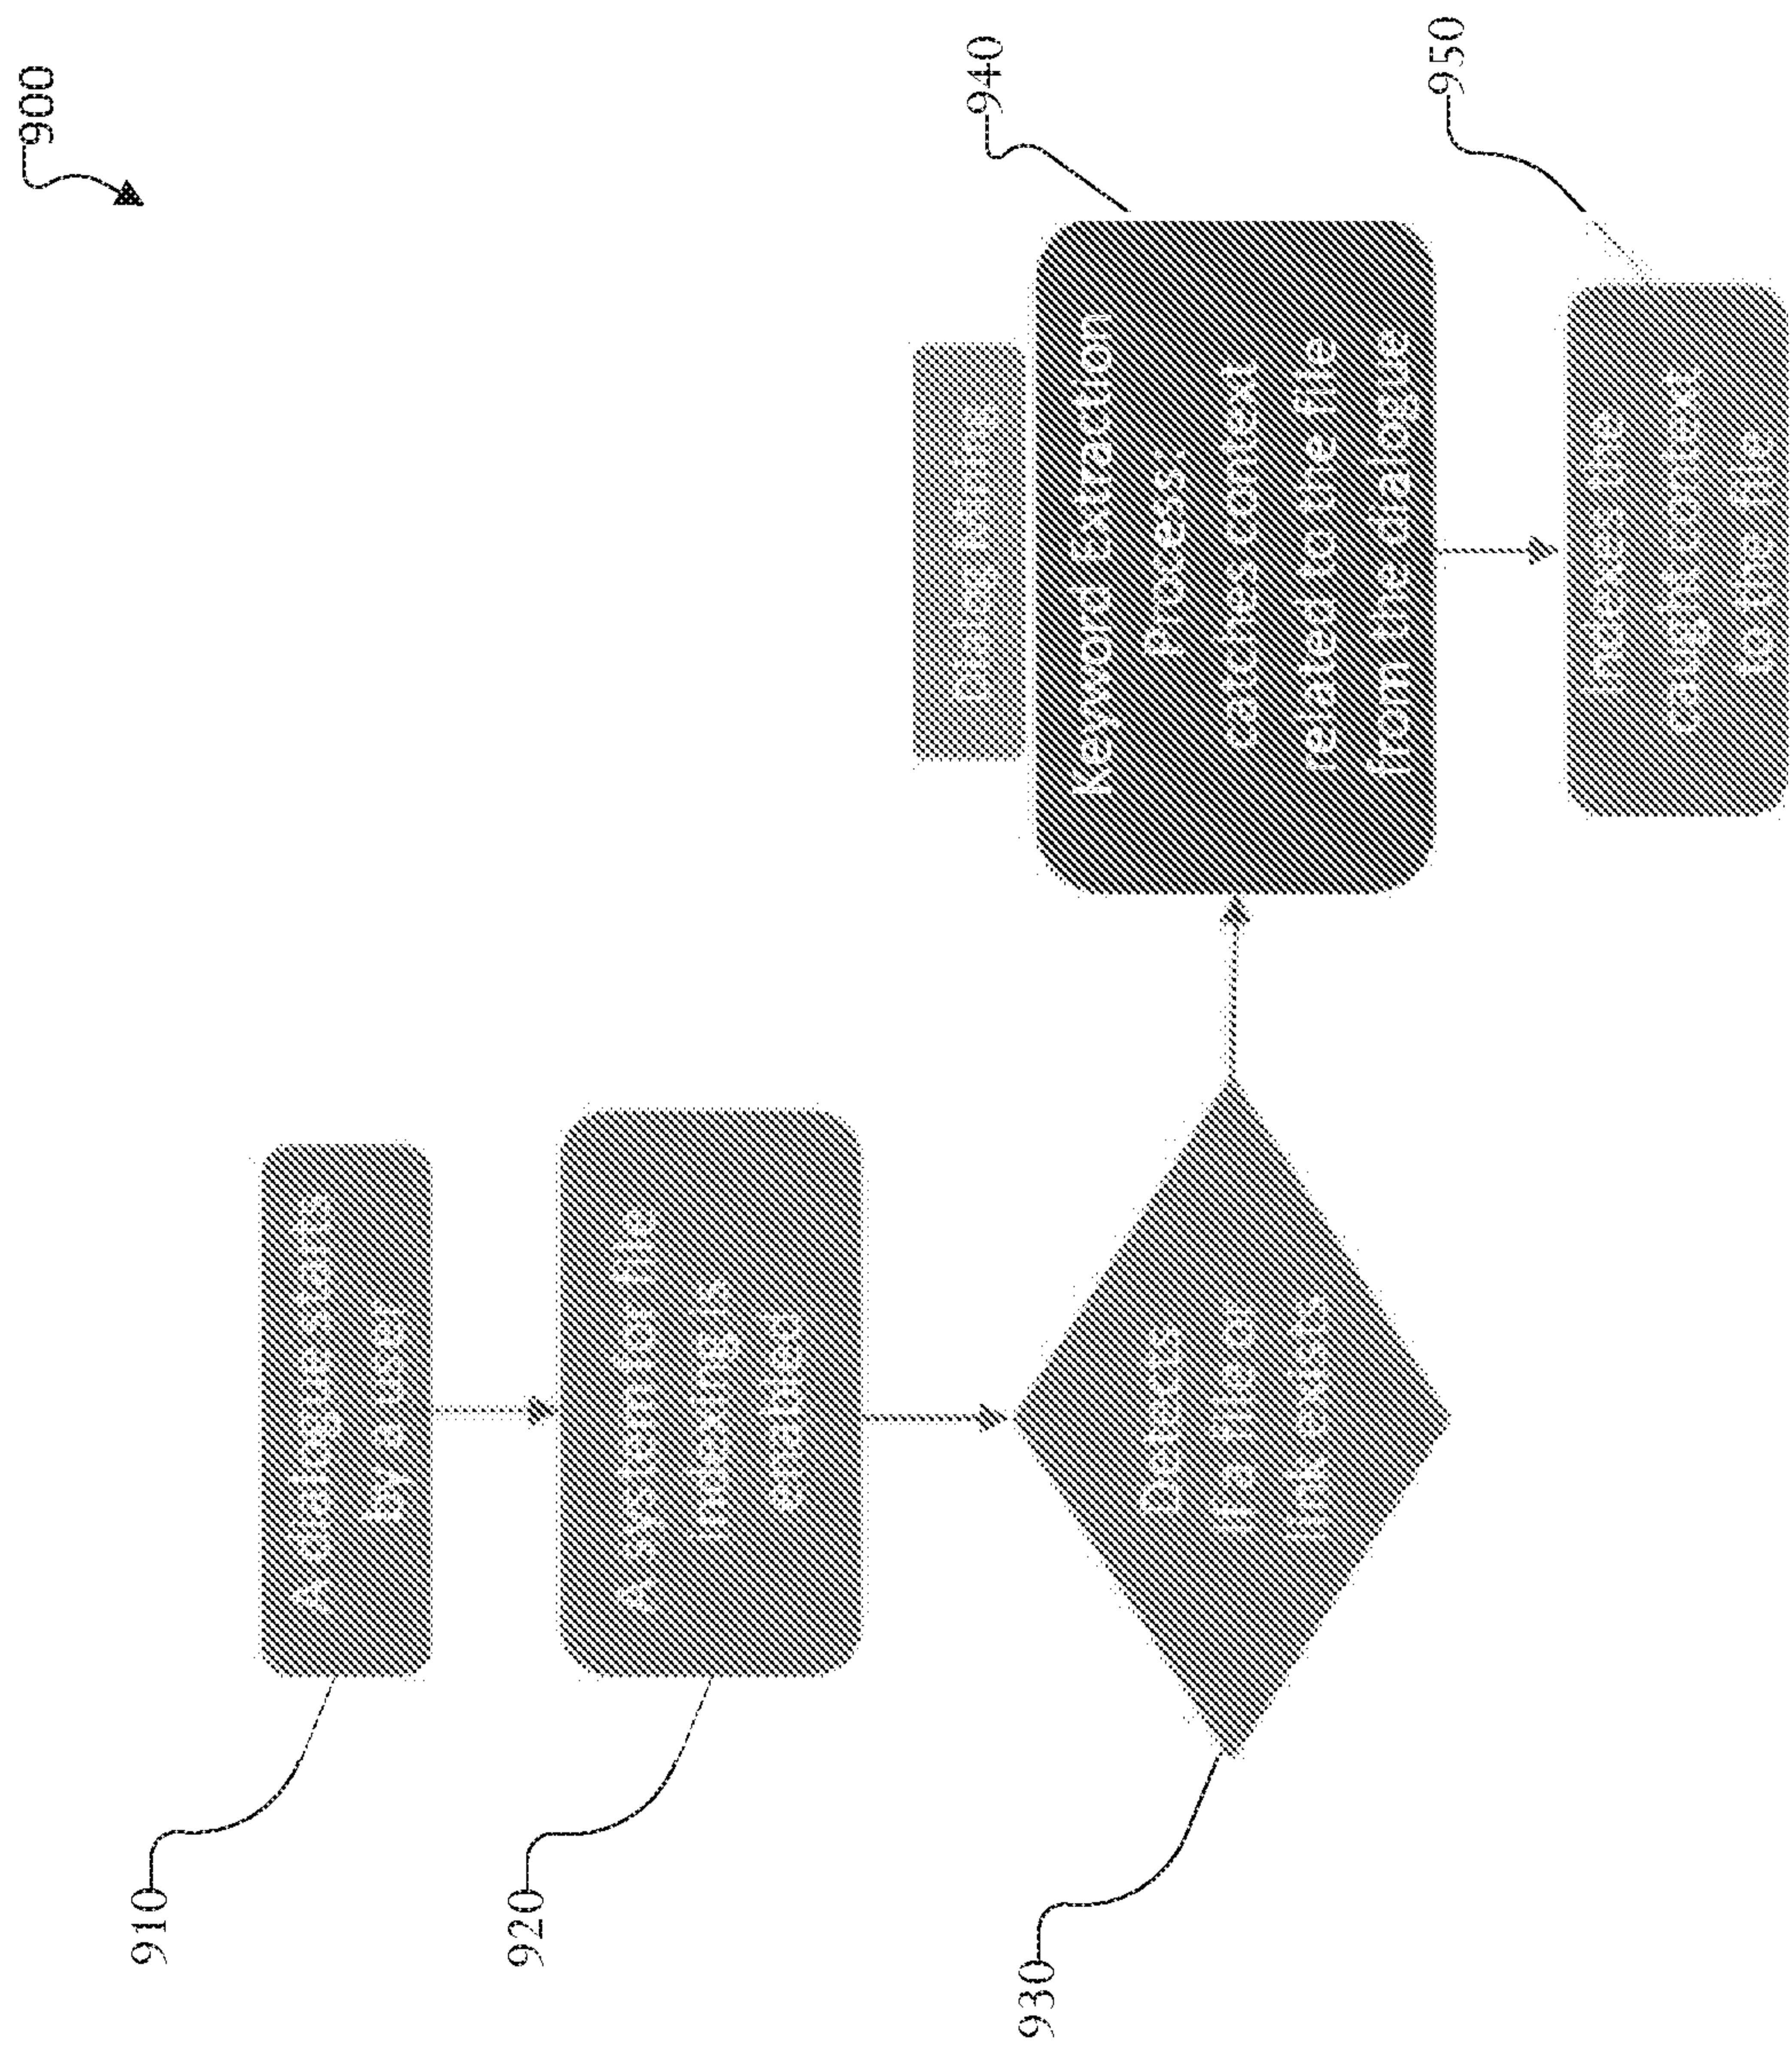 900
910
A dialogue starts
by a user
920
A system for file
indexing is
enabled
930
Detects
if a file or
link exists
940
Keyword Extraction
Process:
catches context
related to the file
from the dialogue
950
Indexes the
caught context
to the file